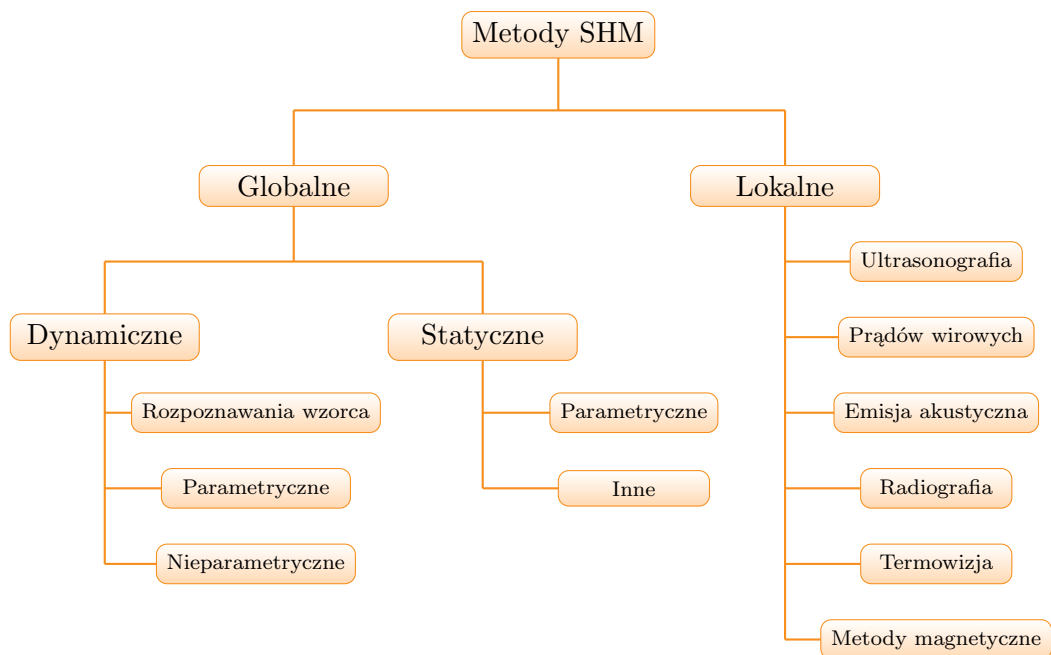 Metody SHM
Globalne
Lokalne
Ultrasonografia
Dynamiczne
Statyczne
Prądów wirowych
Rozpoznawania wzorca
Parametryczne
Emisja akustyczna
Parametryczne
Inne
Radiografia
Nieparametryczne
Termowizja
Metody magnetyczne